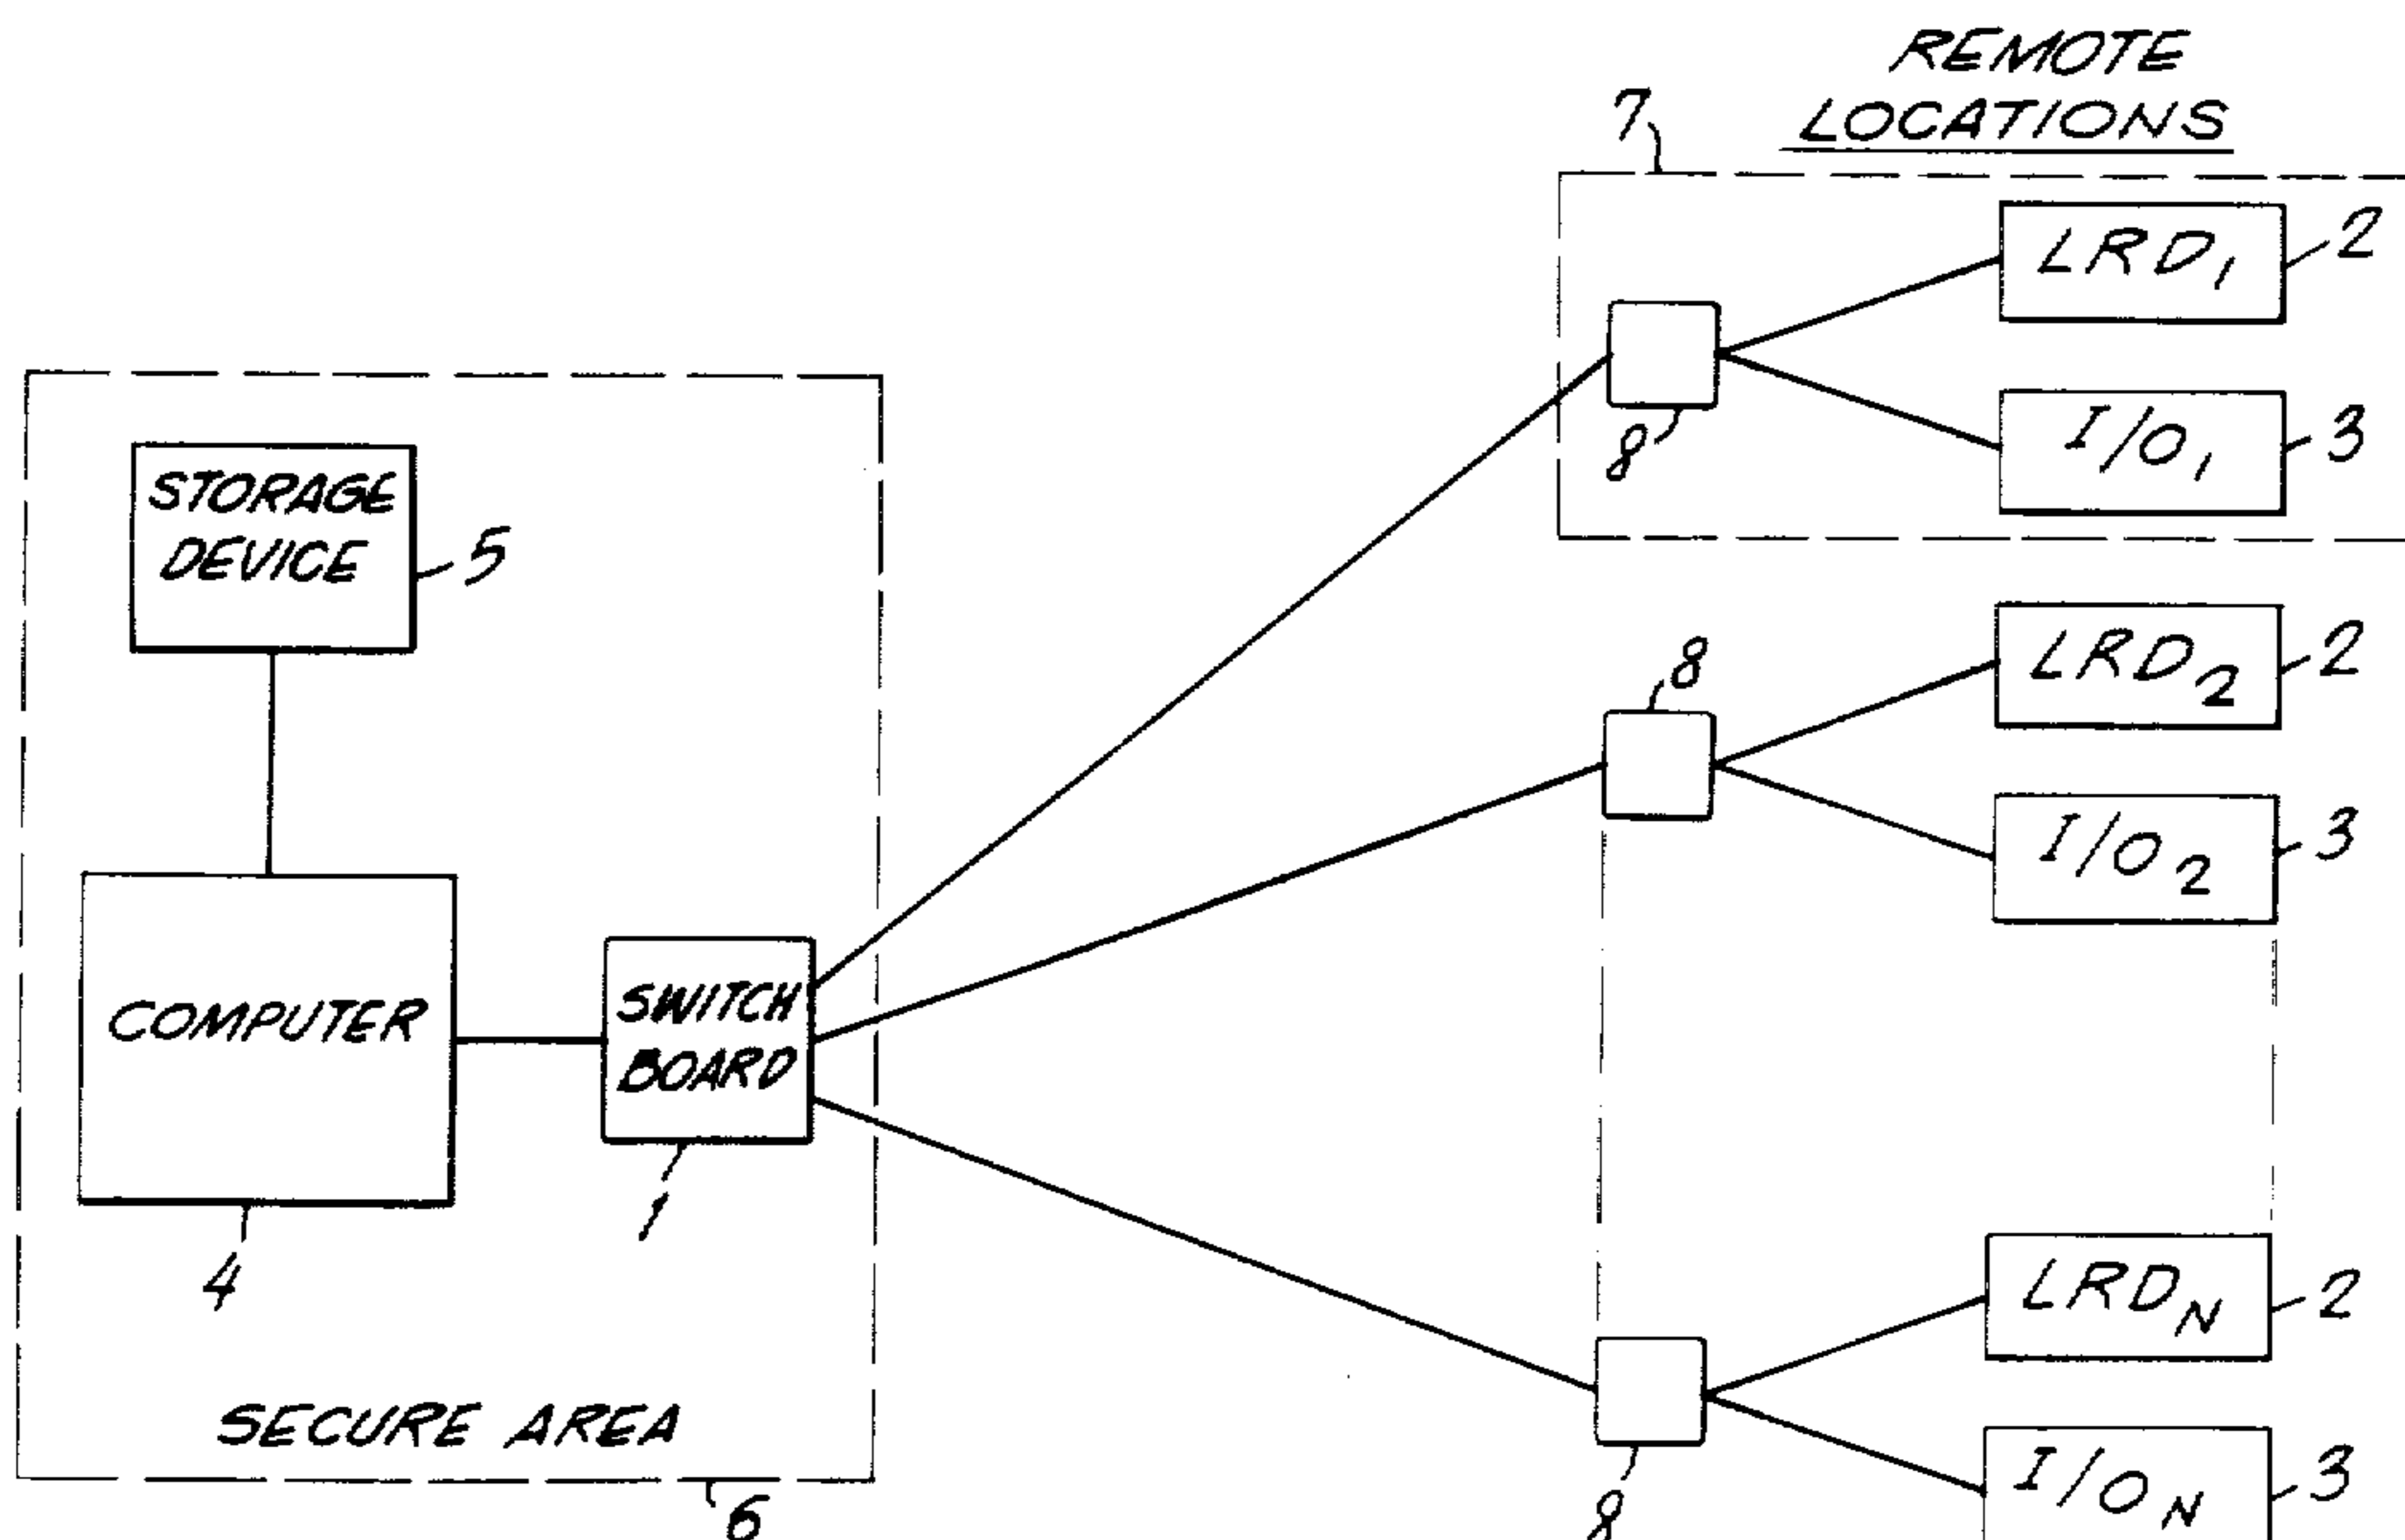 REMOTE
LOCATIONS
7
LRD1
2
8
I/O1
3
STORAGE
DEVICE
5
8
LRD2
2
I/O2
3
COMPUTER
4
SWITCH
BOARD
1
LRDN
2
8
I/ON
3
SECURE AREA
6